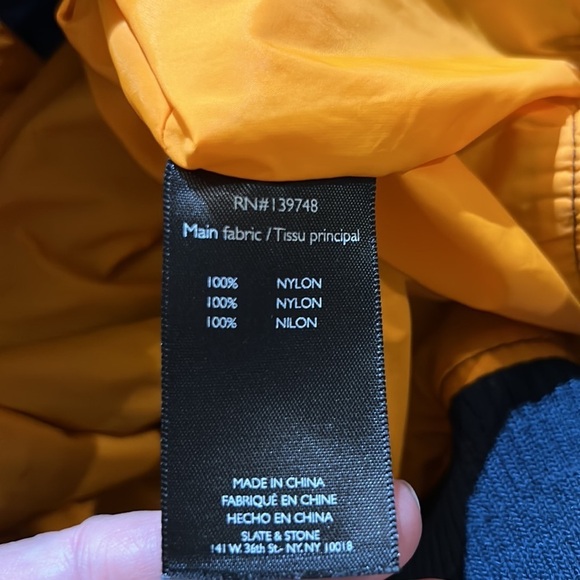 RN#139748
Main fabric / Tissu principal
100% NYLON
100% NYLON
100% NILON
MADE IN CHINA
FABRIQUÉ EN CHINE
HECHO EN CHINA
SLATE & STONE
141 W. 36th St.- NY, NY 10018